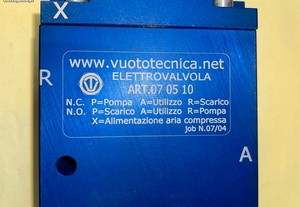 X
www.vuototecnica.net
ELETTROVALVOLA
ART.07 05 10
R
N.C. P=Pompa A=Utilizzo R=Scarico
N.O. P=Scarico A=Utilizzo R=Pompa
X=Alimentazione aria compressa
job N.07/04
A